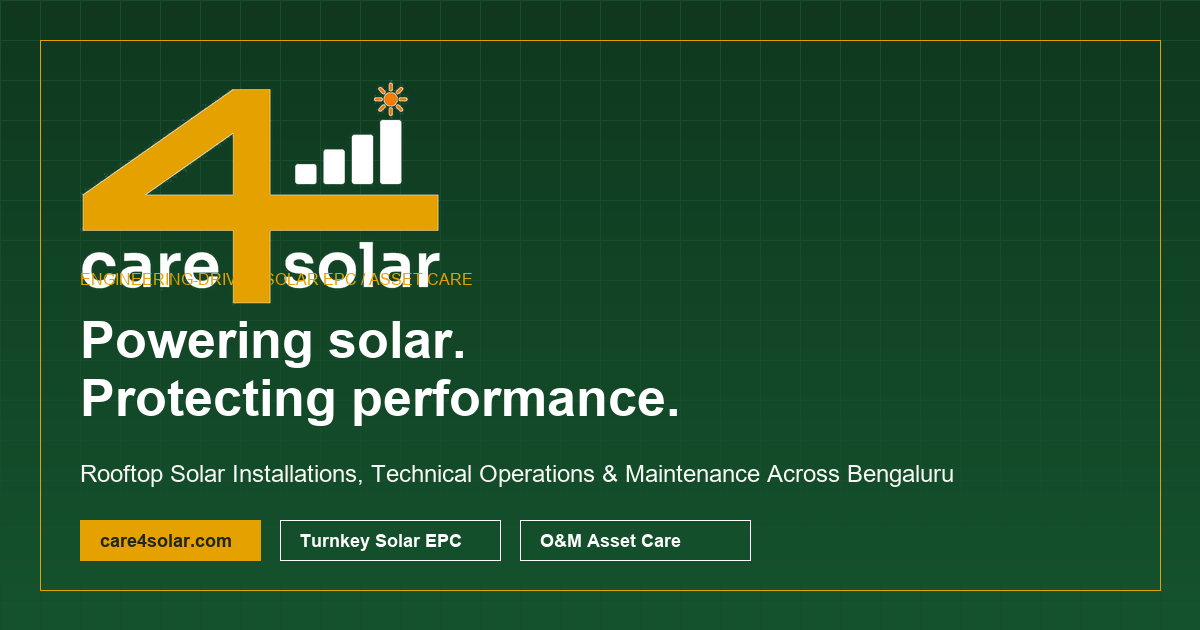 care4solar
ENGINEERING-DRIV SOLAR EPC / ASSET CARE
Powering solar.
Protecting performance.
Rooftop Solar Installations, Technical Operations & Maintenance Across Bengaluru
care4solar.com
Turnkey Solar EPC
O&M Asset Care